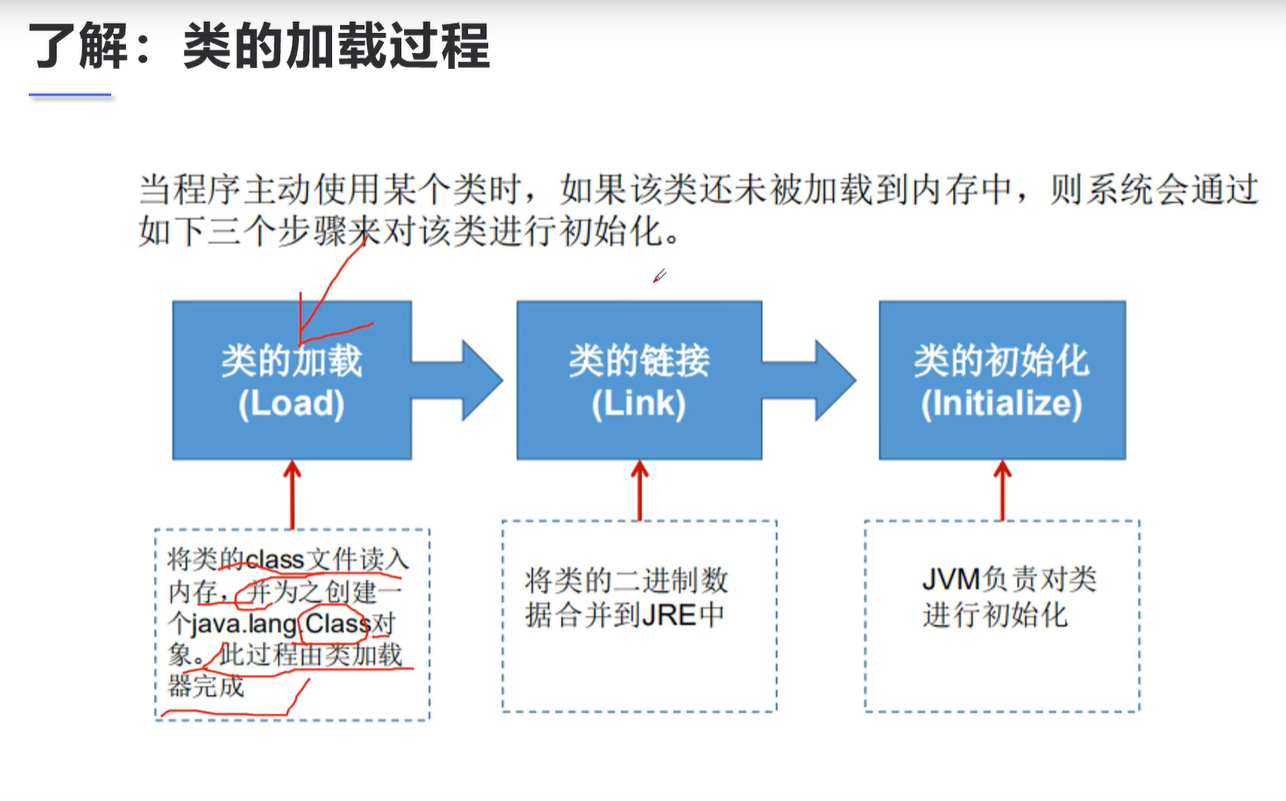 了解：类的加载过程
当程序主动使用某个类时，如果该类还未被加载到内存中，则系统会通过
如下三个步骤来对该类进行初始化。
类的加载
(Load)
类的链接
(Link)
类的初始化
(Initialize)
将类的class文件读入
内存，并为之创建一
个java.lang.Class对
象。此过程由类加载
器完成
将类的二进制数
据合并到JRE中
JVM负责对类
进行初始化